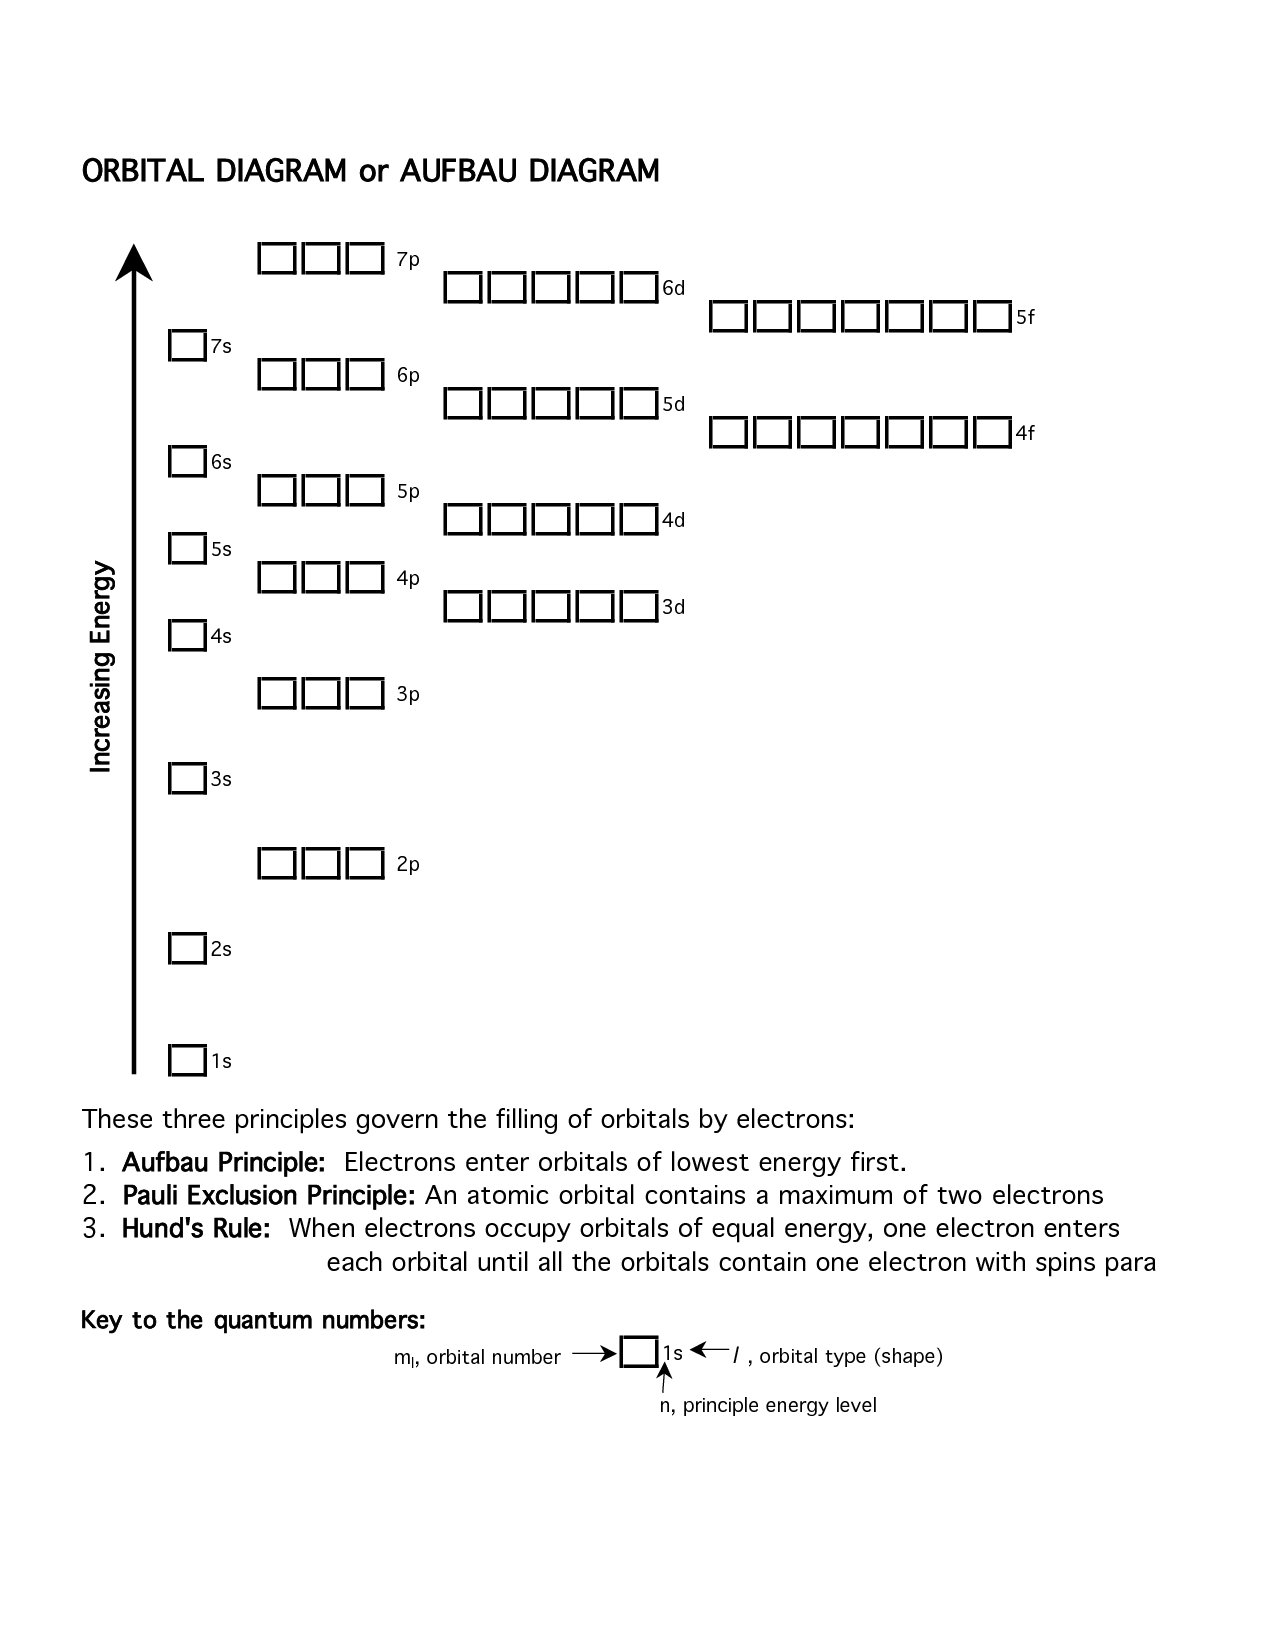 ORBITAL DIAGRAM or AUFBAU DIAGRAM
7p
6d
5f
7s
6p
5d
4f
6s
5p
4d
5s
4p
3d
4s
3p
3s
2p
2s
1s
Increasing Energy
These three principles govern the filling of orbitals by electrons:
1. Aufbau Principle: Electrons enter orbitals of lowest energy first.
2. Pauli Exclusion Principle: An atomic orbital contains a maximum of two electrons
3. Hund's Rule: When electrons occupy orbitals of equal energy, one electron enters
each orbital until all the orbitals contain one electron with spins para
Key to the quantum numbers:
ml, orbital number 1s l , orbital type (shape)
n, principle energy level